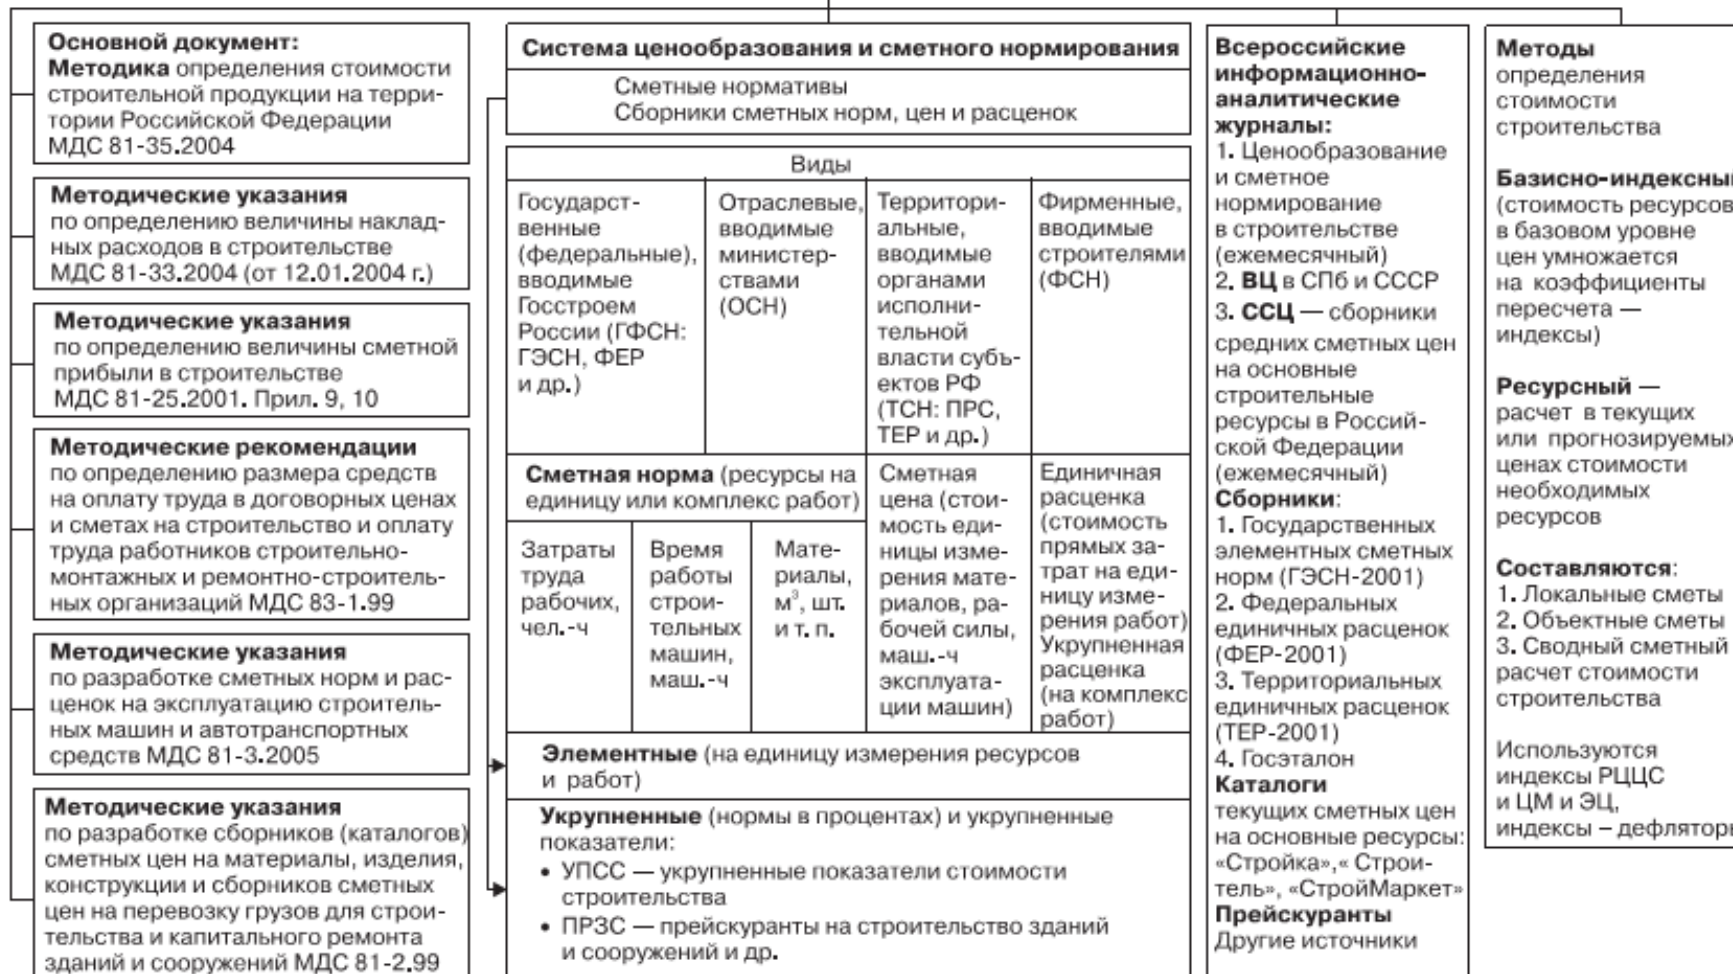 Основной документ:
Методика определения стоимости
строительной продукции на терри-
тории Российской Федерации
МДС 81-35.2004
Методические указания
по определению величины наклад-
ных расходов в строительстве
МДС 81-33.2004 (от 12.01.2004 г.)
Методические указания
по определению величины сметной
прибыли в строительстве
МДС 81-25.2001. Прил. 9, 10
Методические рекомендации
по определению размера средств
на оплату труда в договорных ценах
и сметах на строительство и оплату
труда работников строительно-
монтажных и ремонтно-строитель-
ных организаций МДС 83-1.99
Методические указания
по разработке сметных норм и рас-
ценок на эксплуатацию строитель-
ных машин и автотранспортных
средств МДС 81-3.2005
Методические указания
по разработке сборников (каталогов)
сметных цен на материалы, изделия,
конструкции и сборников сметных
цен на перевозку грузов для строи-
тельства и капитального ремонта
зданий и сооружений МДС 81-2.99
Система ценообразования и сметного нормирования
Сметные нормативы
Сборники сметных норм, цен и расценок
Виды
Государст-
венные
(федеральные),
вводимые
Госстроем
России (ГФСН:
ГЭСН, ФЕР
и др.)
Отраслевые,
вводимые
министер-
ствами
(ОСН)
Территори-
альные,
вводимые
органами
исполни-
тельной
власти субъ-
ектов РФ
(ТСН: ПРС,
ТЕР и др.)
Фирменные,
вводимые
строителями
(ФСН)
Сметная норма (ресурсы на
единицу или комплекс работ)
Затраты
труда
рабочих,
чел.-ч
Время
работы
строи-
тельных
машин,
маш.-ч
Мате-
риалы,
м³, шт.
и т. п.
Сметная
цена (стои-
мость еди-
ницы изме-
рения мате-
риалов, ра-
бочей силы,
маш.-ч
эксплуата-
ции машин)
Единичная
расценка
(стоимость
прямых за-
трат на еди-
ницу изме-
рения работ)
Укрупненная
расценка
(на комплекс
работ)
Элементные (на единицу измерения ресурсов
и работ)
Укрупненные (нормы в процентах) и укрупненные
показатели:
• УПСС — укрупненные показатели стоимости
строительства
• ПРЗС — прейскуранты на строительство зданий
и сооружений и др.
Всероссийские
информационно-
аналитические
журналы:
1. Ценообразование
и сметное
нормирование
в строительстве
(ежемесячный)
2. ВЦ в СПб и СССР
3. ССЦ — сборники
средних сметных цен
на основные
строительные
ресурсы в Россий-
ской Федерации
(ежемесячный)
Сборники:
1. Государственных
элементных сметных
норм (ГЭСН-2001)
2. Федеральных
единичных расценок
(ФЕР-2001)
3. Территориальных
единичных расценок
(ТЕР-2001)
4. Госэталон
Каталоги
текущих сметных цен
на основные ресурсы:
«Стройка»,« Строи-
тель», «СтройМаркет»
Прейскуранты
Другие источники
Методы
определения
стоимости
строительства
Базисно-индексны
(стоимость ресурсов
в базовом уровне
цен умножается
на коэффициенты
пересчета —
индексы)
Ресурсный —
расчет в текущих
или прогнозируемых
ценах стоимости
необходимых
ресурсов
Составляются:
1. Локальные сметы
2. Объектные сметы
3. Сводный сметный
расчет стоимости
строительства
Используются
индексы РЦЦС
и ЦМ и ЭЦ,
индексы – дефляторы